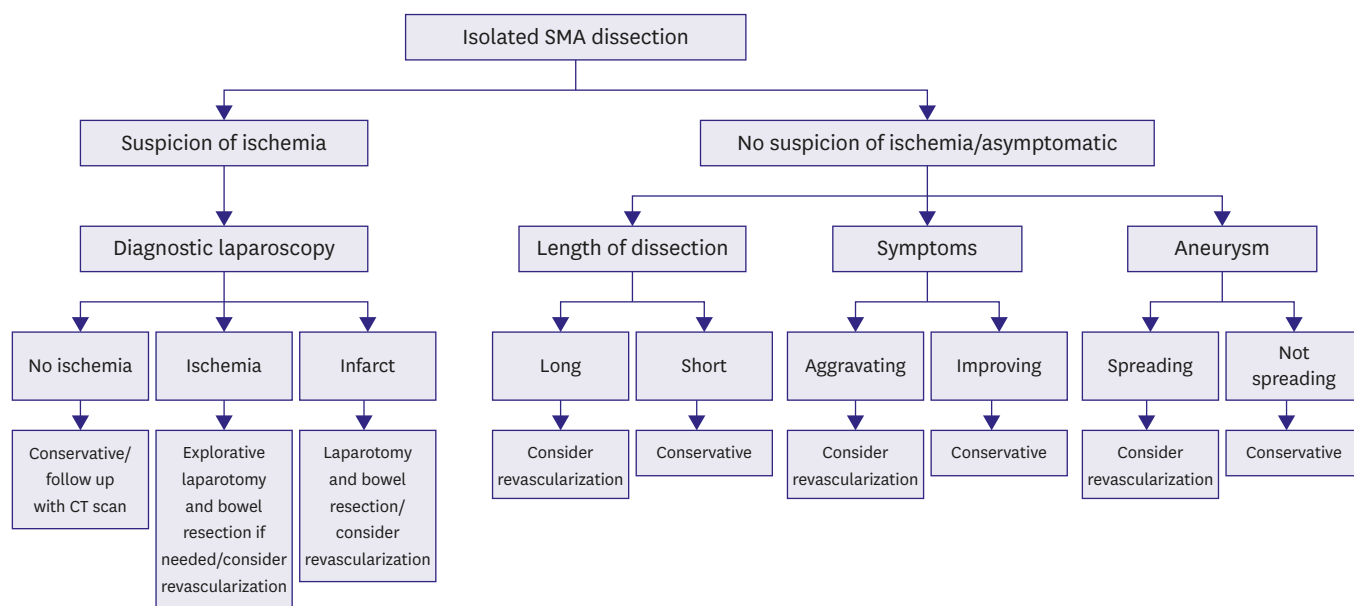 Isolated SMA dissection
Suspicion of ischemia
No suspicion of ischemia/asymptomatic
Diagnostic laparoscopy
Length of dissection
Symptoms
Aneurysm
No ischemia
Ischemia
Infarct
Long
Short
Aggravating
Improving
Spreading
Not
spreading
Conservative/
follow up
with CT scan
Explorative
laparotomy
and bowel
resection if
needed/consider
revascularization
Laparotomy
and bowel
resection/
consider
revascularization
Consider
revascularization
Conservative
Consider
revascularization
Conservative
Consider
revascularization
Conservative